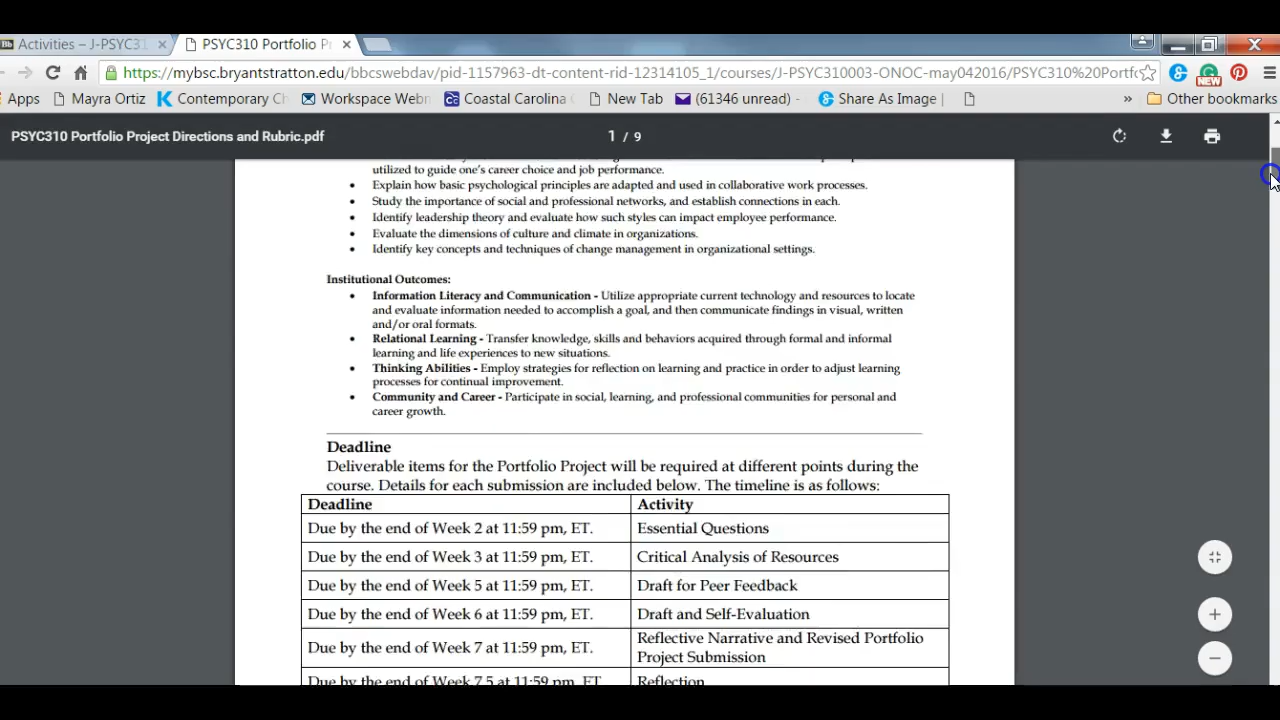 Bb Activities – J-PSYC31 × PSYC310 Portfolio Pr ×
https://mybsc.bryantstratton.edu/bbcswebdav/pid-1157963-dt-content-rid-12314105_1/courses/J-PSYC310003-ONOC-may042016/PSYC310%20Portfo
NEW
Apps Mayra Ortiz Contemporary Ch Workspace Webm Coastal Carolina New Tab (61346 unread) - Share As Image | » Other bookmarks
PSYC310 Portfolio Project Directions and Rubric.pdf 1 / 9
utilized to guide one's career choice and job performance.
• Explain how basic psychological principles are adapted and used in collaborative work processes.
• Study the importance of social and professional networks, and establish connections in each.
• Identify leadership theory and evaluate how such styles can impact employee performance.
• Evaluate the dimensions of culture and climate in organizations.
• Identify key concepts and techniques of change management in organizational settings.
Institutional Outcomes:
• Information Literacy and Communication - Utilize appropriate current technology and resources to locate
and evaluate information needed to accomplish a goal, and then communicate findings in visual, written
and/or oral formats.
• Relational Learning - Transfer knowledge, skills and behaviors acquired through formal and informal
learning and life experiences to new situations.
• Thinking Abilities - Employ strategies for reflection on learning and practice in order to adjust learning
processes for continual improvement.
• Community and Career - Participate in social, learning, and professional communities for personal and
career growth.
Deadline
Deliverable items for the Portfolio Project will be required at different points during the
course. Details for each submission are included below. The timeline is as follows:
Deadline Activity
Due by the end of Week 2 at 11:59 pm, ET. Essential Questions
Due by the end of Week 3 at 11:59 pm, ET. Critical Analysis of Resources
Due by the end of Week 5 at 11:59 pm, ET. Draft for Peer Feedback
Due by the end of Week 6 at 11:59 pm, ET. Draft and Self-Evaluation
Due by the end of Week 7 at 11:59 pm, ET. Reflective Narrative and Revised Portfolio
Project Submission
Due by the end of Week 7.5 at 11:59 pm, ET. Reflection